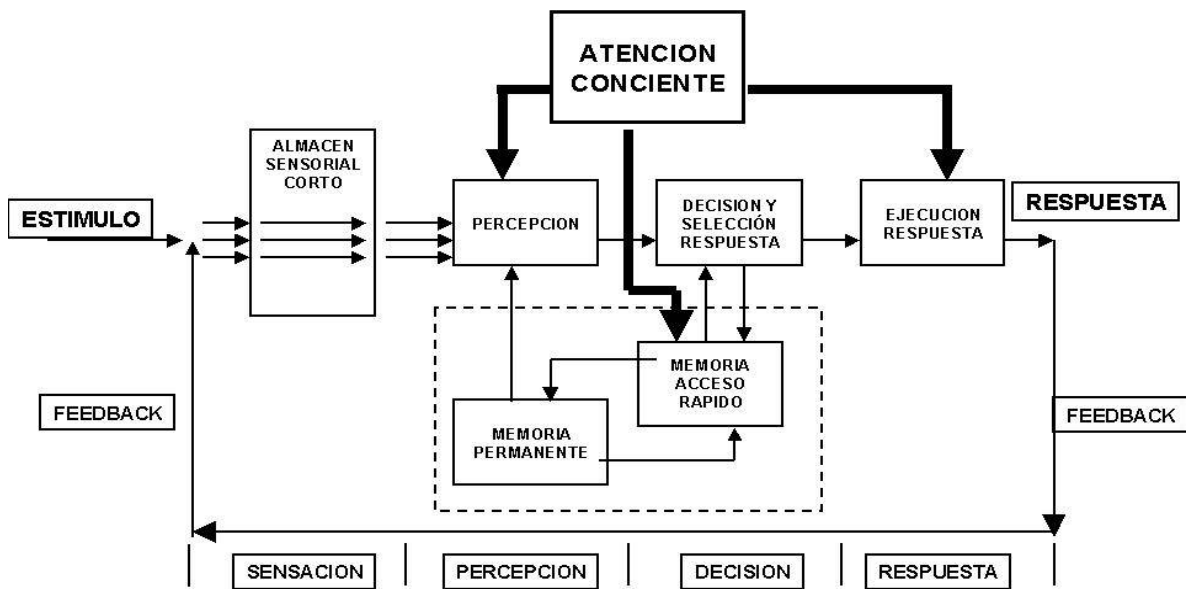 ATENCION
CONCIENTE
ALMACEN
SENSORIAL
CORTO
ESTIMULO
PERCEPCION
DECISION Y
SELECCIÓN
RESPUESTA
EJECUCION
RESPUESTA
RESPUESTA
MEMORIA
ACCESO
RAPIDO
MEMORIA
PERMANENTE
FEEDBACK
FEEDBACK
SENSACION
PERCEPCION
DECISION
RESPUESTA